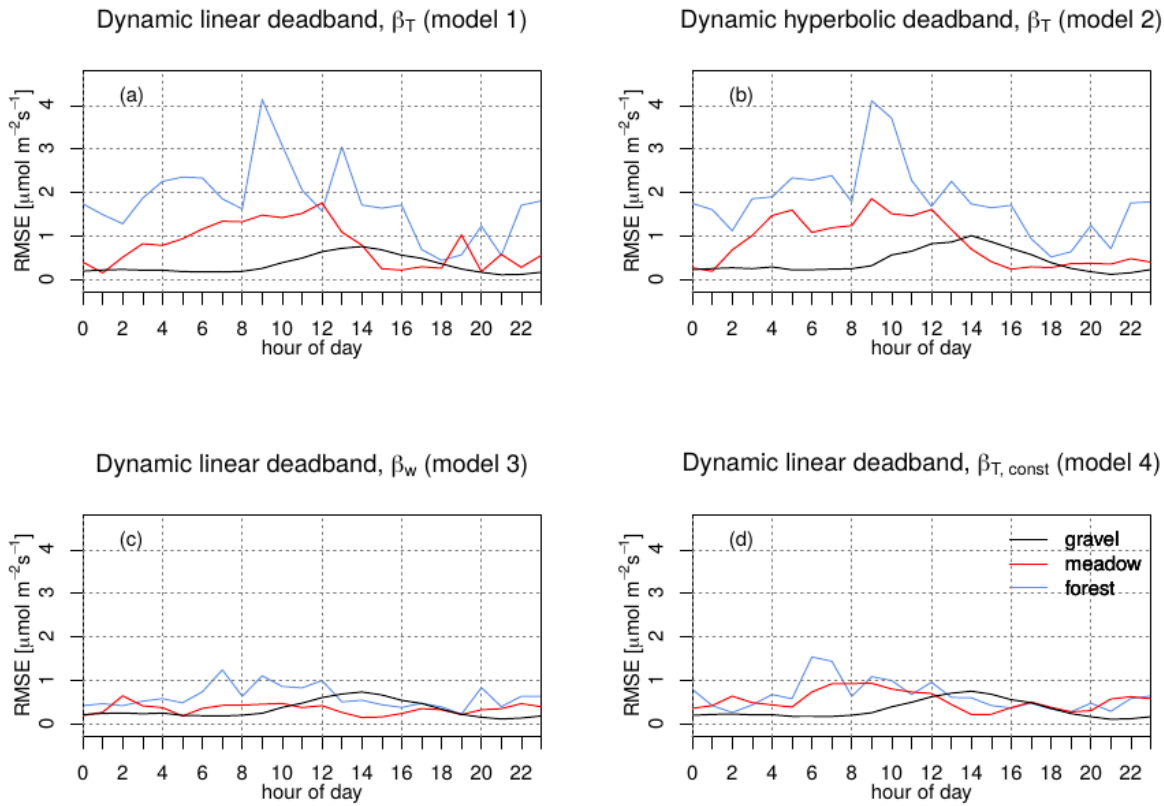 Dynamic linear deadband, βT (model 1)
Dynamic hyperbolic deadband, βT (model 2)
RMSE [μmol m−2s−1]
0 1 2 3 4
(a)
0 2 4 6 8 10 12 14 16 18 20 22
hour of day
RMSE [μmol m−2s−1]
0 1 2 3 4
(b)
0 2 4 6 8 10 12 14 16 18 20 22
hour of day
Dynamic linear deadband, βw (model 3)
Dynamic linear deadband, βT, const (model 4)
RMSE [μmol m−2s−1]
0 1 2 3 4
(c)
0 2 4 6 8 10 12 14 16 18 20 22
hour of day
RMSE [μmol m−2s−1]
0 1 2 3 4
(d)
gravel
meadow
forest
0 2 4 6 8 10 12 14 16 18 20 22
hour of day